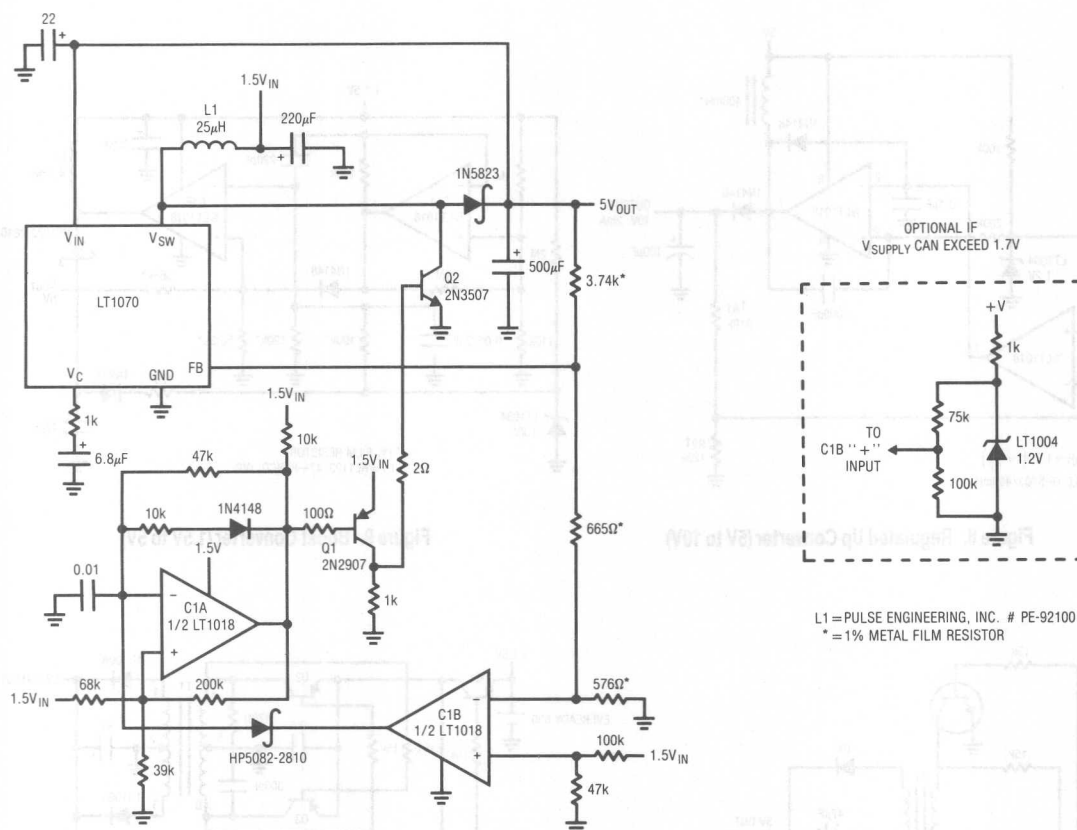 22
+
1.5VIN
L1
25μH
220μF
+
1N5823
5VOUT
VIN
VSW
LT1070
+
500μF
Q2
2N3507
3.74k*
VC
GND
FB
1k
6.8μF
1.5VIN
10k
47k
1.5VIN
2Ω
10k
1N4148
100Ω
Q1
2N2907
665Ω*
1.5V
0.01
−
C1A
1/2 LT1018
+
1k
1.5VIN
68k
200k
576Ω*
−
C1B
1/2 LT1018
+
100k
1.5VIN
HP5082-2810
39k
47k
OPTIONAL IF
VSUPPLY CAN EXCEED 1.7V
+V
1k
75k
TO
C1B "+"
INPUT
LT1004
1.2V
100k
L1 = PULSE ENGINEERING, INC. # PE-92100
* = 1% METAL FILM RESISTOR